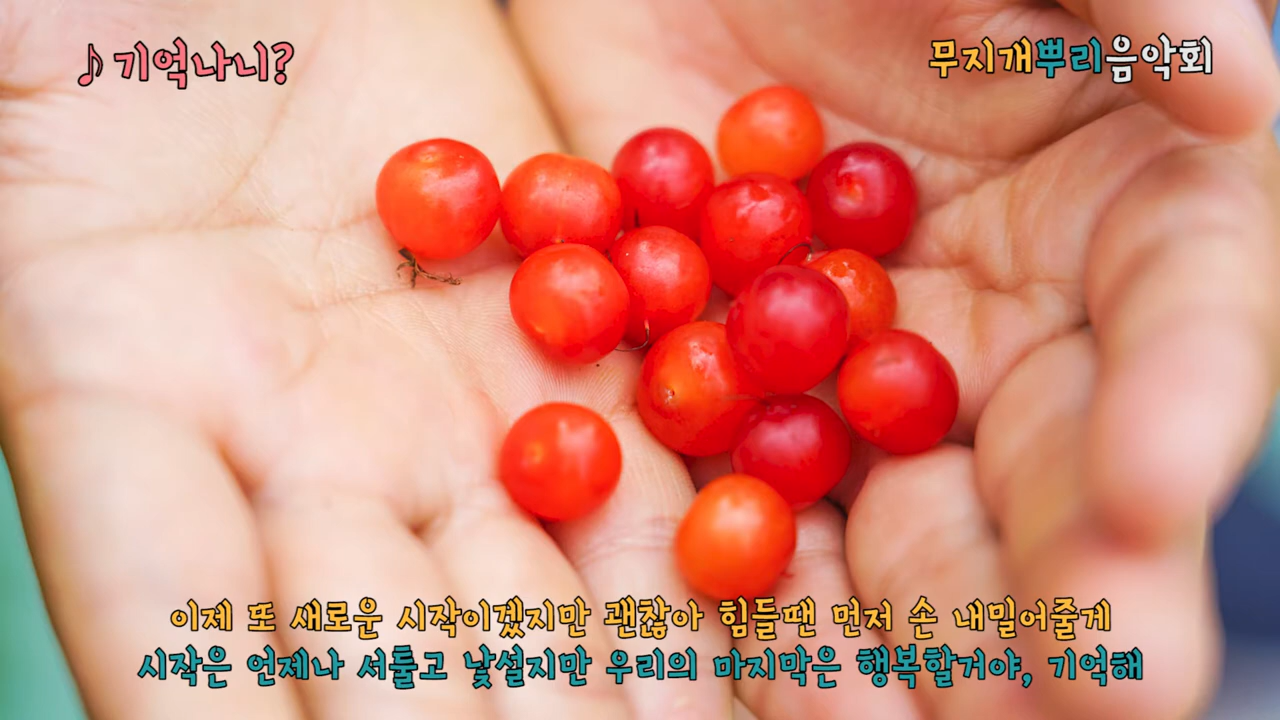 ♪기억나니?
무지개뿌리음악회
이제 또 새로운 시작이겠지만 괜찮아 힘들땐 먼저 손 내밀어줄게
시작은 언제나 서툴고 낯설지만 우리의 마지막은 행복할거야, 기억해